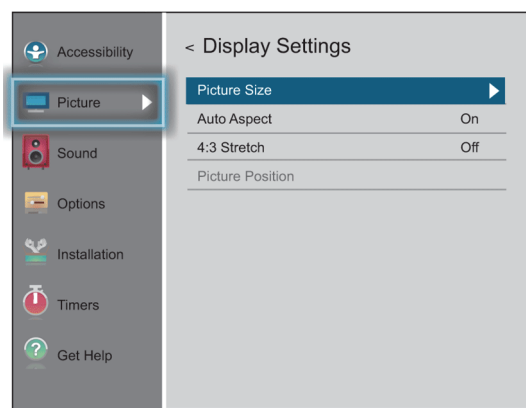 Accessibility
Picture
Sound
Options
Installation
Timers
Get Help
< Display Settings
Picture Size
Auto Aspect On
4:3 Stretch Off
Picture Position